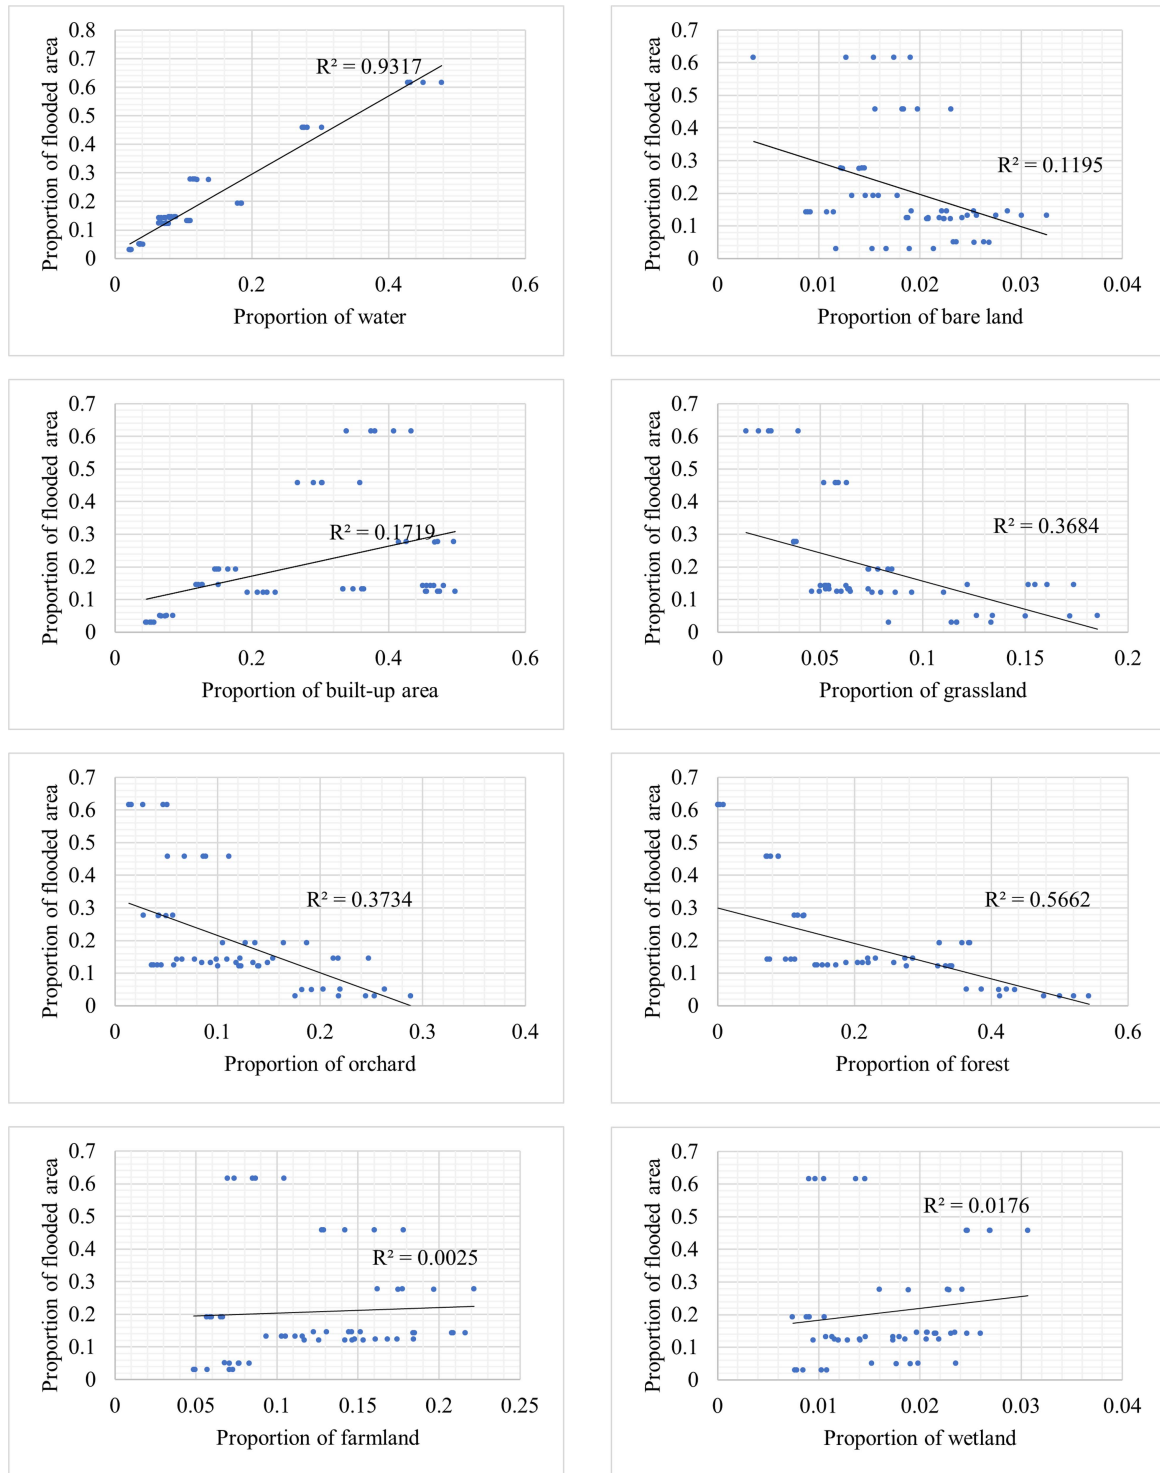 0.8
0.7
0.6
0.5
0.4
0.3
0.2
0.1
0
Proportion of flooded area
R² = 0.9317
0 0.2 0.4 0.6
Proportion of water
0.7
0.6
0.5
0.4
0.3
0.2
0.1
0
Proportion of flooded area
R² = 0.1195
0 0.01 0.02 0.03 0.04
Proportion of bare land
0.7
0.6
0.5
0.4
0.3
0.2
0.1
0
Proportion of flooded area
R² = 0.1719
0 0.2 0.4 0.6
Proportion of built-up area
0.7
0.6
0.5
0.4
0.3
0.2
0.1
0
Proportion of flooded area
R² = 0.3684
0 0.05 0.1 0.15 0.2
Proportion of grassland
0.7
0.6
0.5
0.4
0.3
0.2
0.1
0
Proportion of flooded area
R² = 0.3734
0 0.1 0.2 0.3 0.4
Proportion of orchard
0.7
0.6
0.5
0.4
0.3
0.2
0.1
0
Proportion of flooded area
R² = 0.5662
0 0.2 0.4 0.6
Proportion of forest
0.7
0.6
0.5
0.4
0.3
0.2
0.1
0
Proportion of flooded area
R² = 0.0025
0 0.05 0.1 0.15 0.2 0.25
Proportion of farmland
0.7
0.6
0.5
0.4
0.3
0.2
0.1
0
Proportion of flooded area
R² = 0.0176
0 0.01 0.02 0.03 0.04
Proportion of wetland